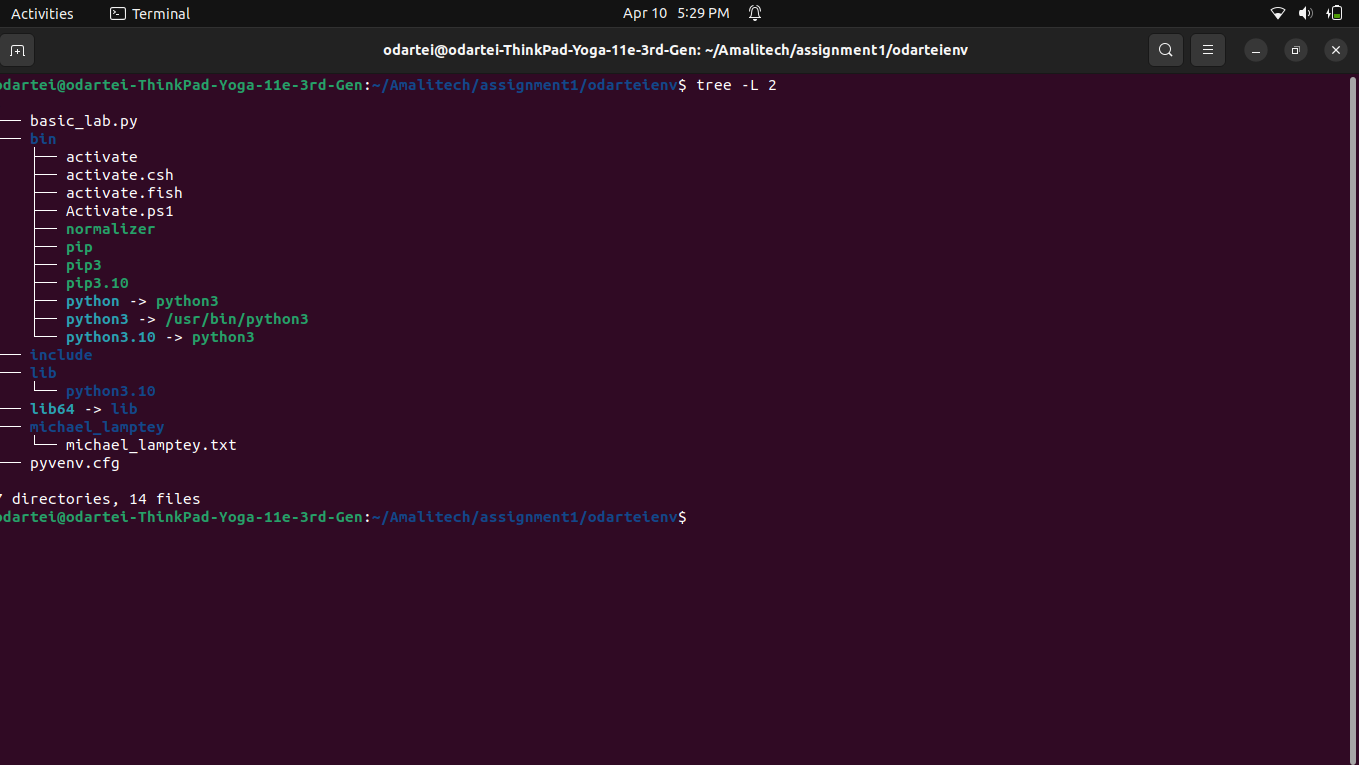 Activities Terminal Apr 10 5:29 PM
odartei@odartei-ThinkPad-Yoga-11e-3rd-Gen: ~/Amalitech/assignment1/odarteienv
odartei@odartei-ThinkPad-Yoga-11e-3rd-Gen:~/Amalitech/assignment1/odarteienv$ tree -L 2
── basic_lab.py
── bin
├── activate
├── activate.csh
├── activate.fish
├── Activate.ps1
├── normalizer
├── pip
├── pip3
├── pip3.10
├── python -> python3
├── python3 -> /usr/bin/python3
└── python3.10 -> python3
── include
── lib
└── python3.10
── lib64 -> lib
── michael_lamptey
└── michael_lamptey.txt
── pyvenv.cfg
7 directories, 14 files
odartei@odartei-ThinkPad-Yoga-11e-3rd-Gen:~/Amalitech/assignment1/odarteienv$